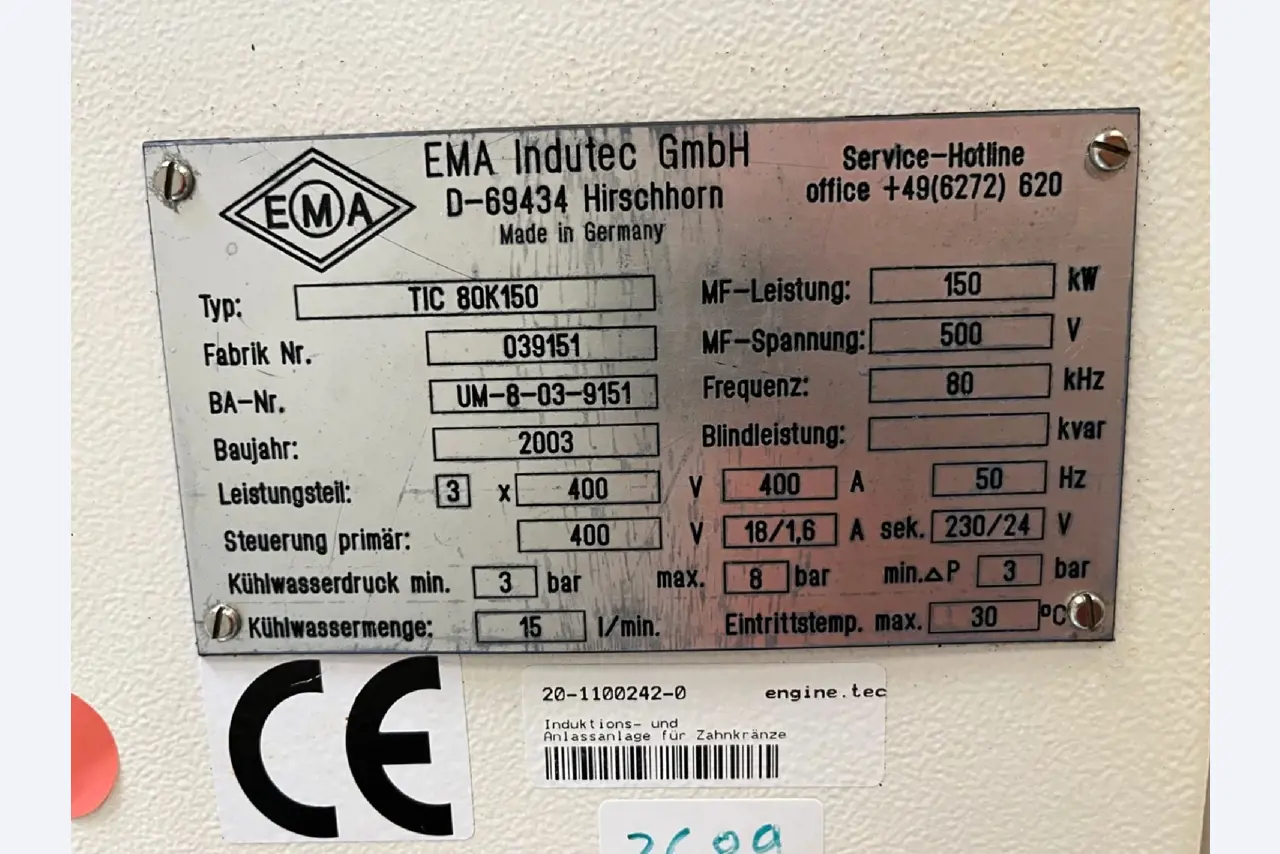 EMA
EMA Indutec GmbH
D-69434 Hirschhorn
Made in Germany
Service-Hotline
office +49(6272) 620
Typ: TIC 80K150
Fabrik Nr. 039151
BA-Nr. UM-8-03-9151
Baujahr: 2003
MF-Leistung: 150 kW
MF-Spannung: 500 V
Frequenz: 80 kHz
Blindleistung: kvar
Leistungsteil: 3 x 400 V 400 A 50 Hz
Steuerung primär: 400 V 18/1,6 A sek. 230/24 V
Kühlwasserdruck min. 3 bar max. 8 bar min.△P 3 bar
Kühlwassermenge: 15 l/min. Eintrittstemp. max. 30 ºC
CE
20-1100242-0 engine.tec
Induktions- und
Anlassanlage für Zahnkränze